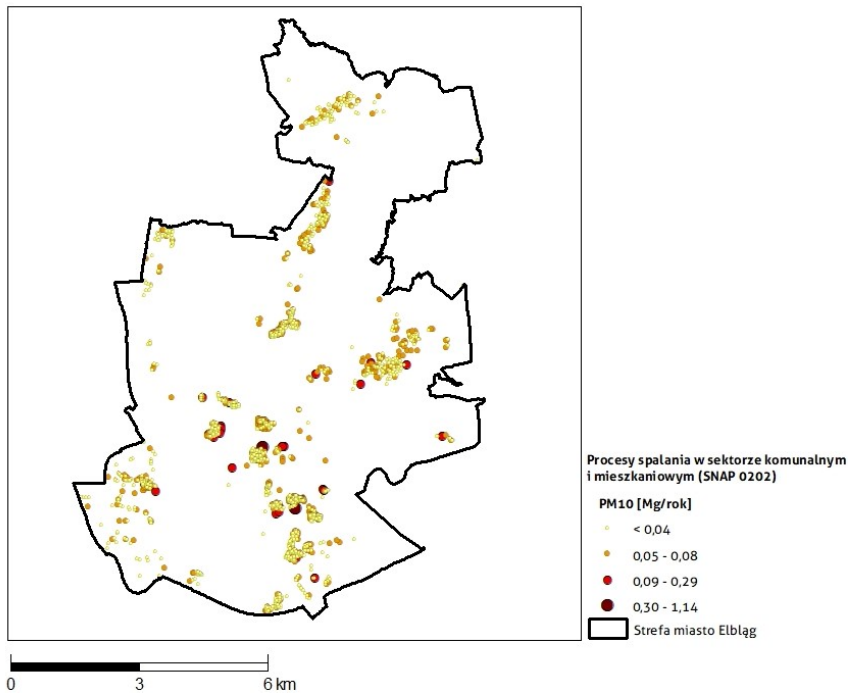 Procesy spalania w sektorze komunalnym
i mieszkaniowym (SNAP 0202)
PM10 [Mg/rok]
< 0,04
0,05 - 0,08
0,09 - 0,29
0,30 - 1,14
Strefa miasto Elbląg
0 3 6 km